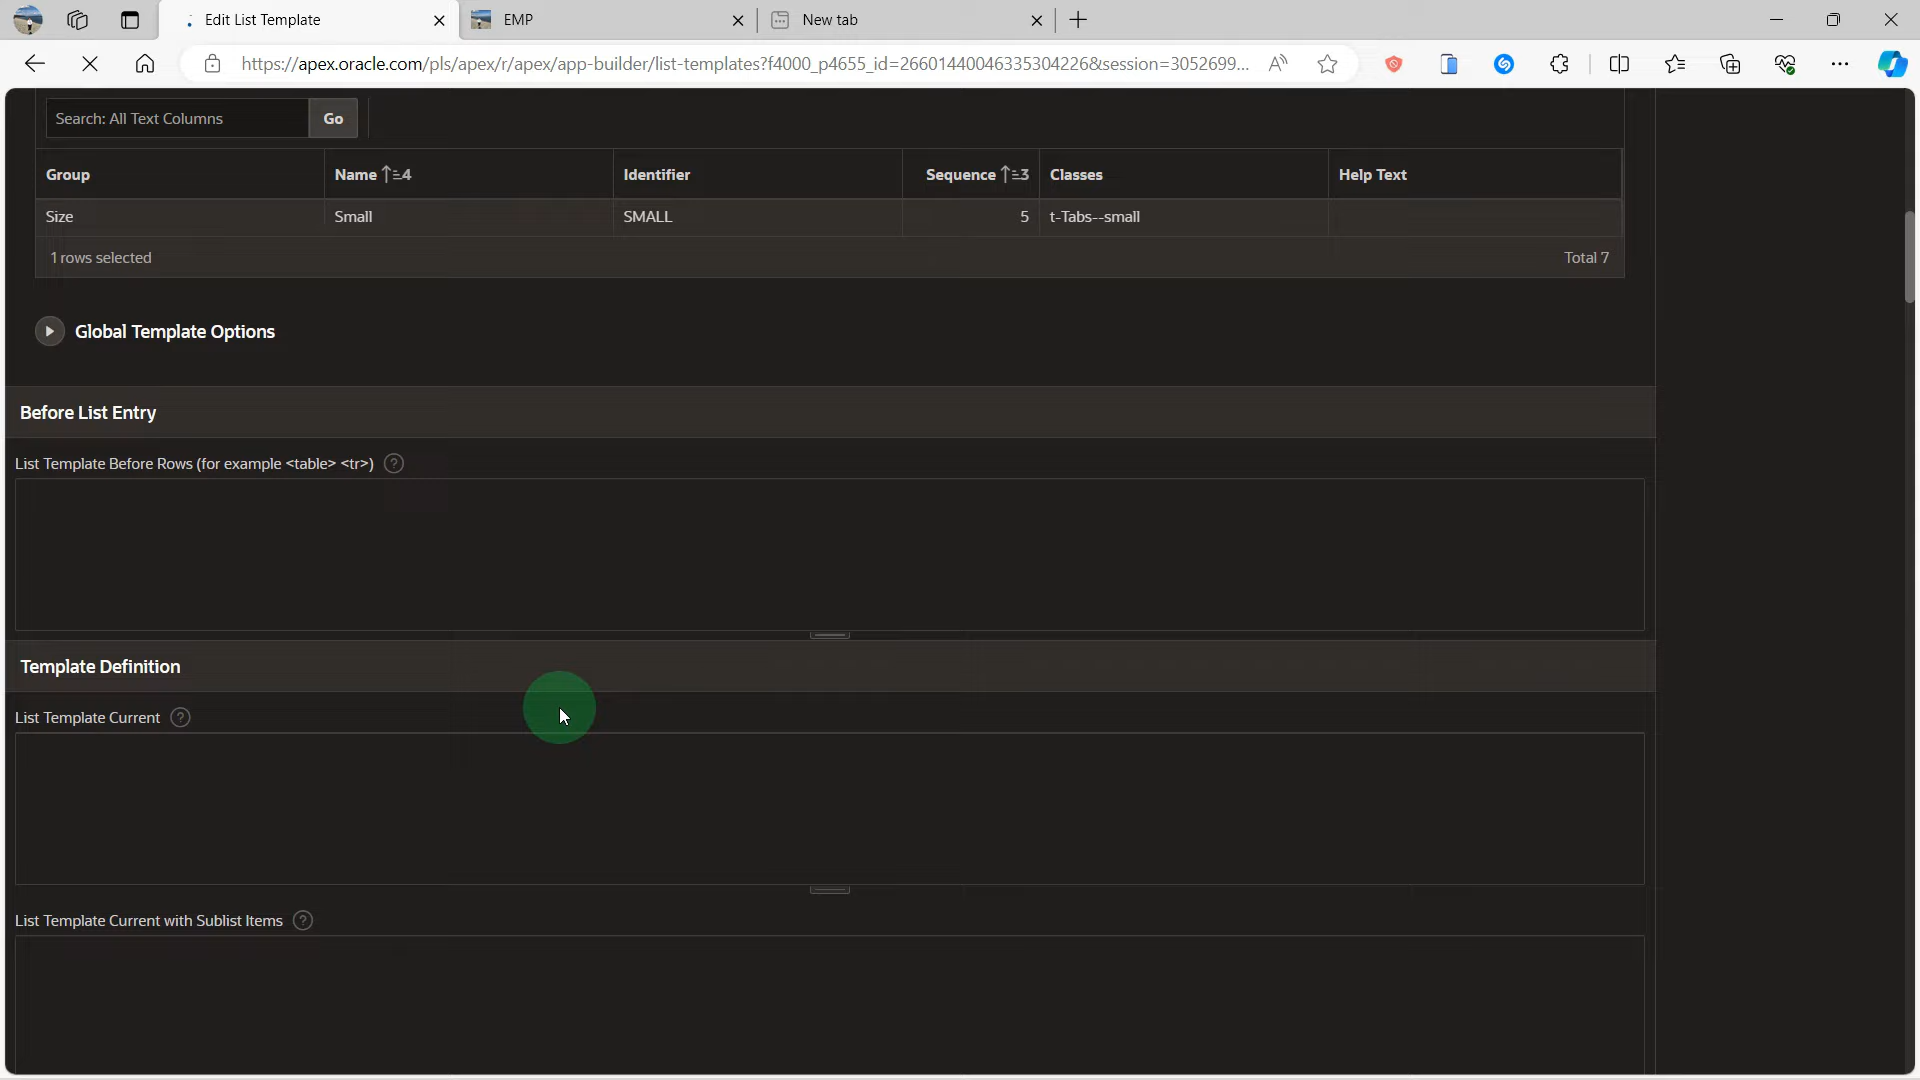 Edit List Template
EMP
New tab
https://apex.oracle.com/pls/apex/r/apex/app-builder/list-templates?f4000_p4655_id=26601440046335304226&session=3052699...
Search: All Text Columns
Go
Group
Name
4
Identifier
Sequence
3
Classes
Help Text
Size
Small
SMALL
5
t-Tabs--small
1 rows selected
Total 7
Global Template Options
Before List Entry
List Template Before Rows (for example <table> <tr>)
Template Definition
List Template Current
List Template Current with Sublist Items